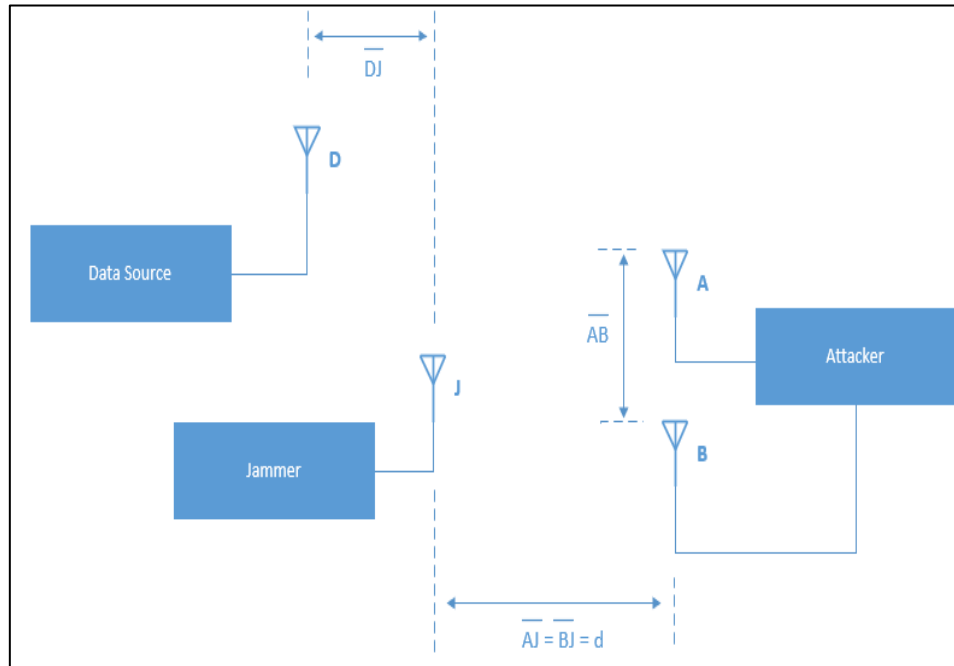 DJ
D
Data Source
A
AB
Attacker
J
B
Jammer
AJ = BJ = d